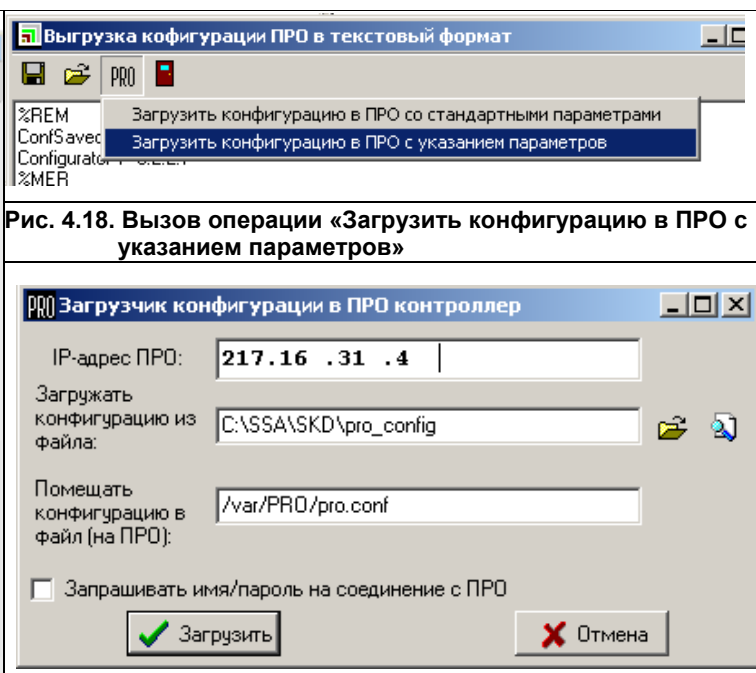 Выгрузка кофигурации ПРО в текстовый формат
PRO
%REM
Загрузить конфигурацию в ПРО со стандартными параметрами
ConfSaved
Загрузить конфигурацию в ПРО с указанием параметров
%MER
Рис. 4.18. Вызов операции «Загрузить конфигурацию в ПРО с
указанием параметров»
PRO Загрузчик конфигурации в ПРО контроллер
IP-адрес ПРО: 217.16 .31 .4
Загружать
конфигурацию из
файла:
C:\SSA\SKD\pro_config
Помещать
конфигурацию в
файл (на ПРО):
/var/PRO/pro.conf
Запрашивать имя/пароль на соединение с ПРО
Загрузить Отмена